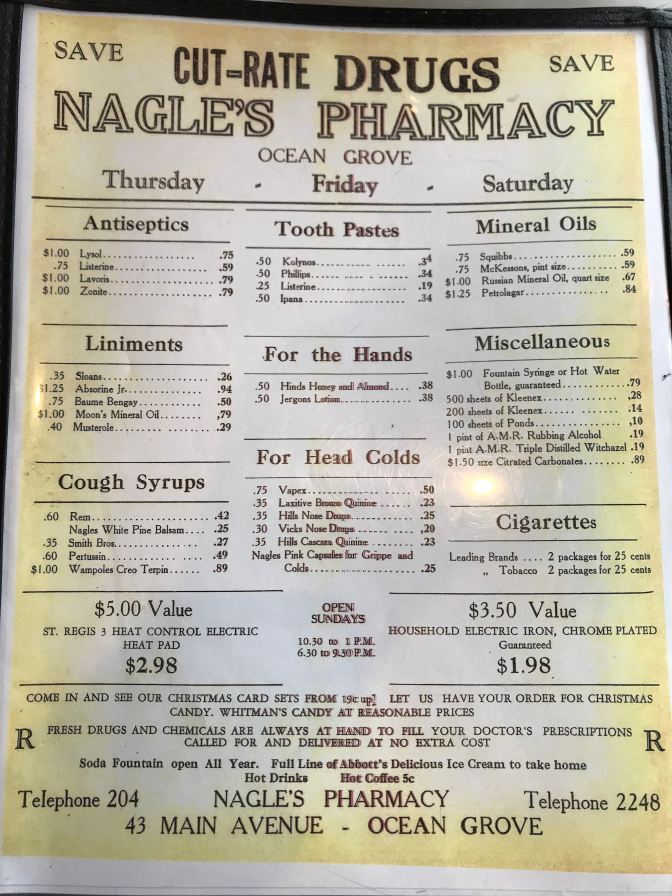 SAVE CUT-RATE DRUGS SAVE
NAGLE'S PHARMACY
OCEAN GROVE
Thursday - Friday - Saturday
Antiseptics
$1.00 Lysol.................... .75
.75 Listerine.................... .59
$1.00 Lavoris.................... .79
$1.00 Zonite.................... .79
Liniments
.35 Sloans.................... .26
$1.25 Absorine Jr.................... .94
.75 Baume Bengay.................... .50
$1.00 Moon's Mineral Oil........ ,79
.40 Musterole.................... .29
Cough Syrups
.60 Rem.................... .42
Nagles White Pine Balsam.... .25
.35 Smith Bros.................... .27
.60 Pertussin.................... .49
$1.00 Wampoles Creo Terpin...... .89
Tooth Pastes
.50 Kolynos.................... .34
.50 Phillips.................... .34
.25 Listerine.................... .19
.50 Ipana.................... .34
For the Hands
.50 Hinds Honey and Almond.... .38
.50 Jergons Lotion.................... .38
For Head Colds
.75 Vapex.................... .50
.35 Laxitive Bromo Quinine .... .23
.35 Hills Nose Drops.................... .25
.30 Vicks Nose Drops.................... ,20
.35 Hills Cascara Quinine .... .23
Nagles Pink Capsules for Grippe and
Colds.................... .25
Mineral Oils
.75 Squibbs.................... .59
.75 McKessons, pint size........ .59
$1.00 Russian Mineral Oil, quart size .67
$1.25 Petrolagar.................... .84
Miscellaneous
$1.00 Fountain Syringe or Hot Water
Bottle, guaranteed............ .79
500 sheets of Kleenex.................... ,28
200 sheets of Kleenex.................... .14
100 sheets of Ponds.................... ,10
1 pint of A.M.R. Rubbing Alcohol .19
1 pint A.M.R. Triple Distilled Witchazel .19
$1.50 size Citrated Carbonates........ .89
Cigarettes
Leading Brands .... 2 packages for 25 cents
„ Tobacco 2 packages for 25 cents
$5.00 Value
ST. REGIS 3 HEAT CONTROL ELECTRIC
HEAT PAD
$2.98
OPEN
SUNDAYS
10.30 to 1 P.M.
6.30 to 9.30 P.M.
$3.50 Value
HOUSEHOLD ELECTRIC IRON, CHROME PLATED
Guaranteed
$1.98
COME IN AND SEE OUR CHRISTMAS CARD SETS FROM 19c up. LET US HAVE YOUR ORDER FOR CHRISTMAS
CANDY. WHITMAN'S CANDY AT REASONABLE PRICES
R FRESH DRUGS AND CHEMICALS ARE ALWAYS AT HAND TO FILL YOUR DOCTOR'S PRESCRIPTIONS R
CALLED FOR AND DELIVERED AT NO EXTRA COST
Soda Fountain open All Year. Full Line of Abbott's Delicious Ice Cream to take home
Hot Drinks Hot Coffee 5c
Telephone 204 NAGLE'S PHARMACY Telephone 2248
43 MAIN AVENUE - OCEAN GROVE